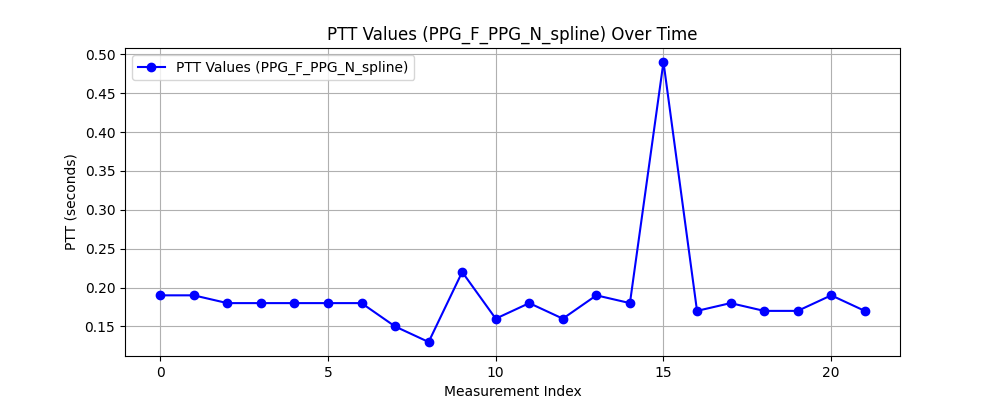 PTT Values (PPG_F_PPG_N_spline) Over Time
PTT Values (PPG_F_PPG_N_spline)
0.50
0.45
0.40
0.35
0.30
0.25
0.20
0.15
PTT (seconds)
0 5 10 15 20
Measurement Index